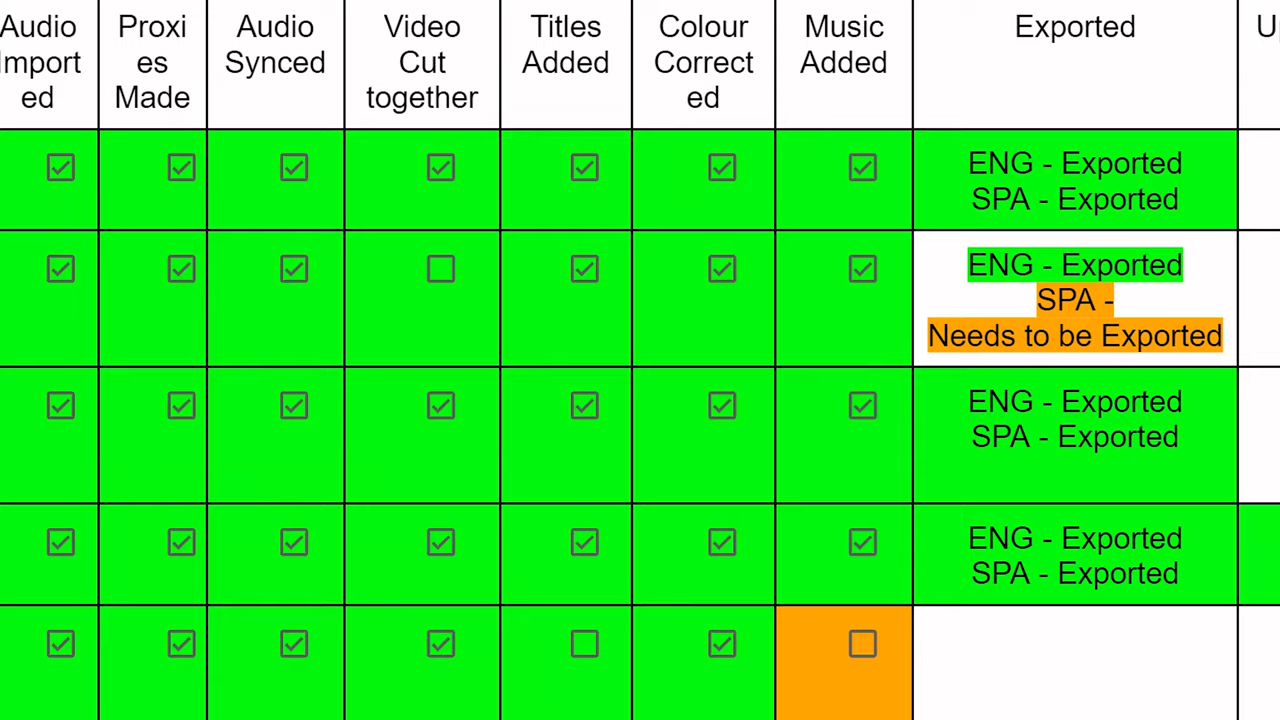 Audio
Import
ed
Proxi
es
Made
Audio
Synced
Video
Cut
together
Titles
Added
Colour
Correct
ed
Music
Added
Exported
ENG - Exported
SPA - Exported
ENG - Exported
SPA -
Needs to be Exported
ENG - Exported
SPA - Exported
ENG - Exported
SPA - Exported